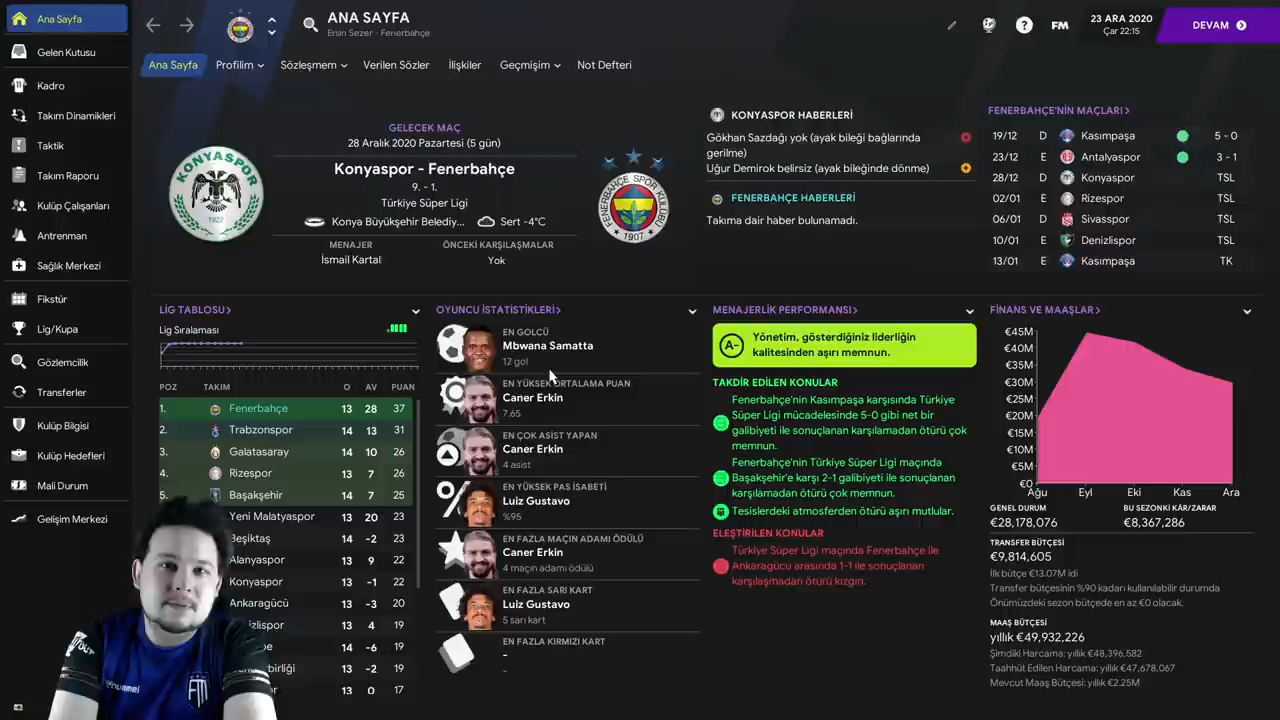 Ana Sayfa
Gelen Kutusu
Kadro
Takım Dinamikleri
Taktik
Takım Raporu
Kulüp Çalışanları
Antrenman
Sağlık Merkezi
Fikstür
Lig/Kupa
Gözlemcilik
Transferler
Kulüp Bilgisi
Kulüp Hedefleri
Mali Durum
Gelişim Merkezi
ANA SAYFA
Ersin Sezer - Fenerbahçe
FM
23 ARA 2020
Çar 22:15
DEVAM
Ana Sayfa
Profilim
Sözleşmem
Verilen Sözler
İlişkiler
Geçmişim
Not Defteri
GELECEK MAÇ
28 Aralık 2020 Pazartesi (5 gün)
KONYASPOR
1922
Konyaspor - Fenerbahçe
9. - 1.
Türkiye Süper Ligi
Konya Büyükşehir Belediy...
Sert -4°C
MENAJER
İsmail Kartal
ÖNCEKİ KARŞILAŞMALAR
Yok
FENERBAHÇE SPOR KULÜBÜ
1907
KONYASPOR HABERLERİ
Gökhan Sazdağı yok (ayak bileği bağlarında
gerilme)
Uğur Demirok belirsiz (ayak bileğinde dönme)
FENERBAHÇE HABERLERİ
Takıma dair haber bulunamadı.
FENERBAHÇE'NİN MAÇLARI
19/12 D Kasımpaşa 5 - 0
23/12 E Antalyaspor 3 - 1
28/12 D Konyaspor TSL
02/01 E Rizespor TSL
06/01 D Sivasspor TSL
10/01 E Denizlispor TSL
13/01 E Kasımpaşa TK
LİG TABLOSU
Lig Sıralaması
POZ TAKIM O AV PUAN
1. Fenerbahçe 13 28 37
2. Trabzonspor 14 13 31
3. Galatasaray 14 10 26
4. Rizespor 13 7 26
5. Başakşehir 14 7 25
Yeni Malatyaspor 13 20 23
Beşiktaş 14 -2 23
Alanyaspor 13 9 22
Konyaspor 13 -1 22
Ankaragücü 13 -3 20
izlispor 13 4 19
pe 14 -6 19
birliği 13 -2 19
13 0 17
OYUNCU İSTATİSTİKLERİ
EN GOLCÜ
Mbwana Samatta
12 gol
EN YÜKSEK ORTALAMA PUAN
Caner Erkin
7.65
EN ÇOK ASİST YAPAN
Caner Erkin
4 asist
EN YÜKSEK PAS İSABETİ
Luiz Gustavo
%95
EN FAZLA MAÇIN ADAMI ÖDÜLÜ
Caner Erkin
4 maçın adamı ödülü
EN FAZLA SARI KART
Luiz Gustavo
5 sarı kart
EN FAZLA KIRMIZI KART
-
-
MENAJERLİK PERFORMANSI
A-
Yönetim, gösterdiğiniz liderliğin
kalitesinden aşırı memnun.
TAKDİR EDİLEN KONULAR
Fenerbahçe'nin Kasımpaşa karşısında Türkiye
Süper Ligi mücadelesinde 5-0 gibi net bir
galibiyeti ile sonuçlanan karşılamadan ötürü çok
memnun.
Fenerbahçe'nin Türkiye Süper Ligi maçında
Başakşehir'e karşı 2-1 galibiyeti ile sonuçlanan
karşılamadan ötürü çok memnun.
Tesislerdeki atmosferden ötürü aşırı mutlular.
ELEŞTİRİLEN KONULAR
Türkiye Süper Ligi maçında Fenerbahçe ile
Ankaragücü arasında 1-1 ile sonuçlanan
karşılaşmadan ötürü kızgın.
FİNANS VE MAAŞLAR
€45M
€40M
€35M
€30M
€25M
€20M
€15M
€10M
€5M
€0
Ağu Eyl Eki Kas Ara
GENEL DURUM
€28,178,076
BU SEZONKİ KÂR/ZARAR
€8,367,286
TRANSFER BÜTÇESİ
€9,814,605
İlk bütçe €13.07M idi
Transfer bütçesinin %90 kadarı kullanılabilir durumda
Önümüzdeki sezon bütçede en az €0 olacak.
MAAŞ BÜTÇESİ
yıllık €49,932,226
Şimdiki Harcama: yıllık €48,396,582
Taahhüt Edilen Harcama: yıllık €47,678,067
Mevcut Maaş Bütçesi: yıllık €2.25M
hummel
FM